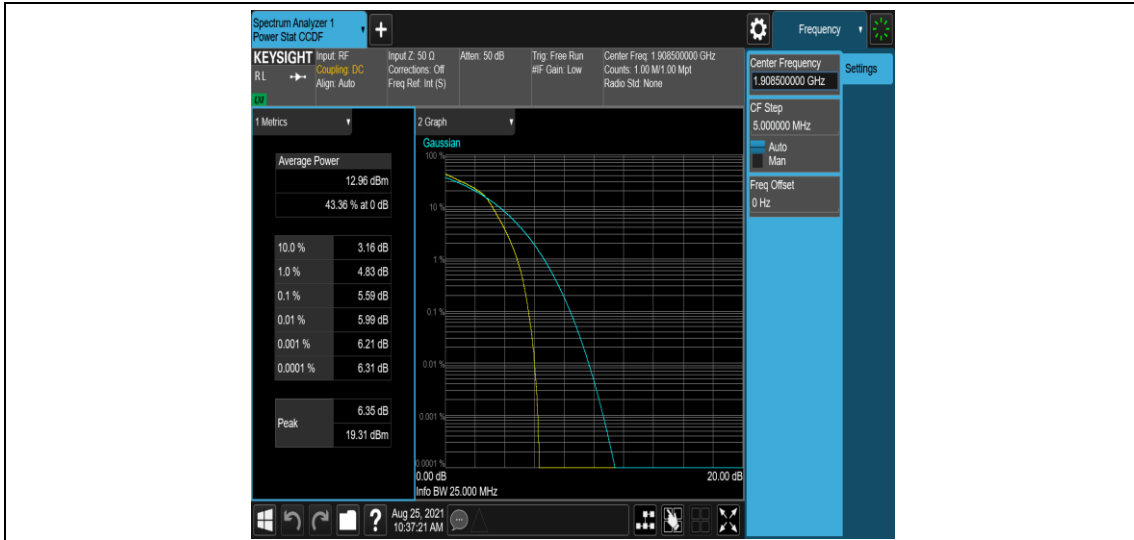 Spectrum Analyzer 1
Power Stat CCDF
Frequency
KEYSIGHT
RL
Input: RF
Coupling: DC
Align: Auto
Input Z: 50 Ω
Corrections: Off
Freq Ref: Int (S)
Atten: 50 dB
Trig: Free Run
#IF Gain: Low
Center Freq: 1.908500000 GHz
Counts: 1.00 M/1.00 Mpt
Radio Std: None
Center Frequency
1.908500000 GHz
Settings
CF Step
5.000000 MHz
Auto
Man
Freq Offset
0 Hz
1 Metrics
Average Power
12.96 dBm
43.36 % at 0 dB
10.0 % 3.16 dB
1.0 % 4.83 dB
0.1 % 5.59 dB
0.01 % 5.99 dB
0.001 % 6.21 dB
0.0001 % 6.31 dB
Peak
6.35 dB
19.31 dBm
2 Graph
Gaussian
100 %
10 %
1 %
0.1 %
0.01 %
0.001 %
0.0001 %
0.00 dB 20.00 dB
Info BW 25.000 MHz
?
Aug 25, 2021
10:37:21 AM